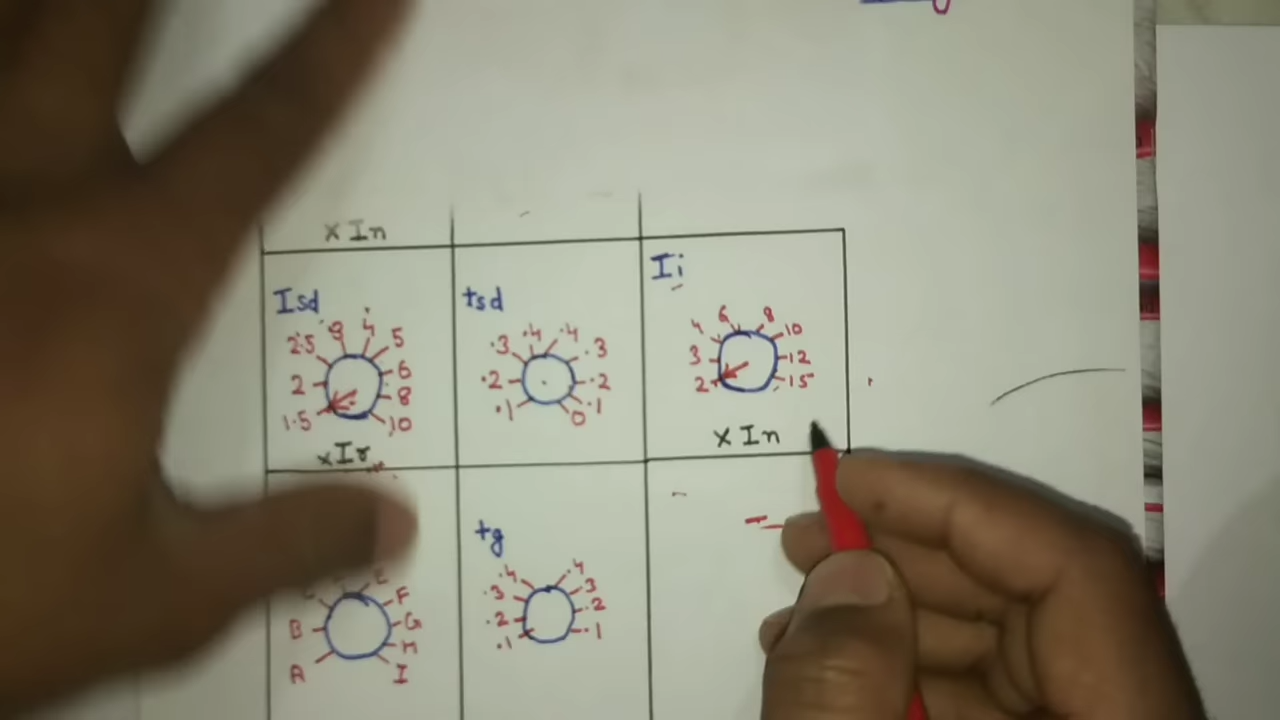 x In
Isd
tsd
Ii
2.5 3 4 5
2 6
8
1.5 10
.3 .4 .4 .3
.2 .2
.1 .1
0
4 6 8 10
3 12
2 15
x Ir
x In
tg
E
B F
G
H
A I
.4 .4
.3 3
.2 .2
.1 .1